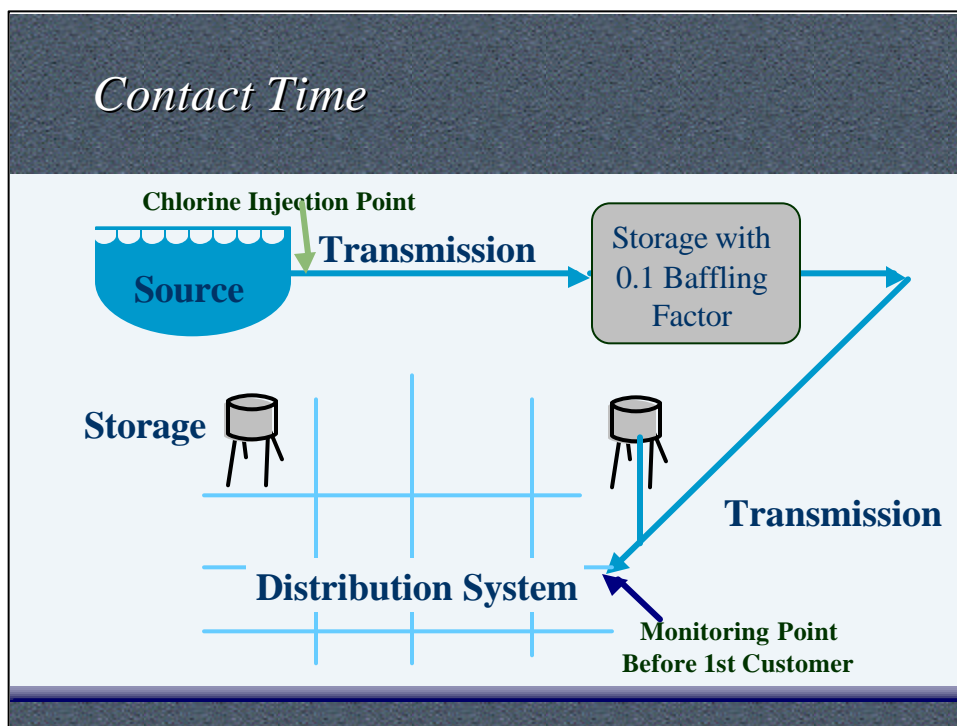 Contact Time
Chlorine Injection Point
Transmission
Source
Storage with
0.1 Baffling
Factor
Storage
Transmission
Distribution System
Monitoring Point
Before 1st Customer